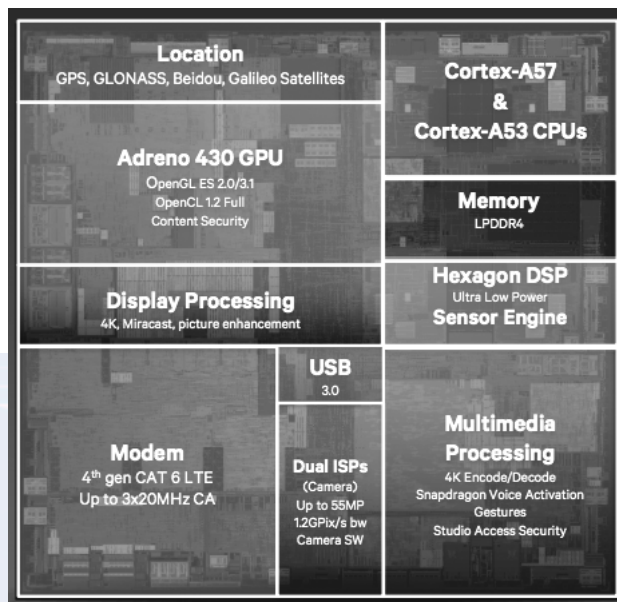 Location
GPS, GLONASS, Beidou, Galileo Satellites
Adreno 430 GPU
OpenGL ES 2.0/3.1
OpenCL 1.2 Full
Content Security
Display Processing
4K, Miracast, picture enhancement
Cortex-A57
&
Cortex-A53 CPUs
Memory
LPDDR4
Hexagon DSP
Ultra Low Power
Sensor Engine
Modem
4th gen CAT 6 LTE
Up to 3x20MHz CA
USB
3.0
Dual ISPs
(Camera)
Up to 55MP
1.2GPix/s bw
Camera SW
Multimedia
Processing
4K Encode/Decode
Snapdragon Voice Activation
Gestures
Studio Access Security